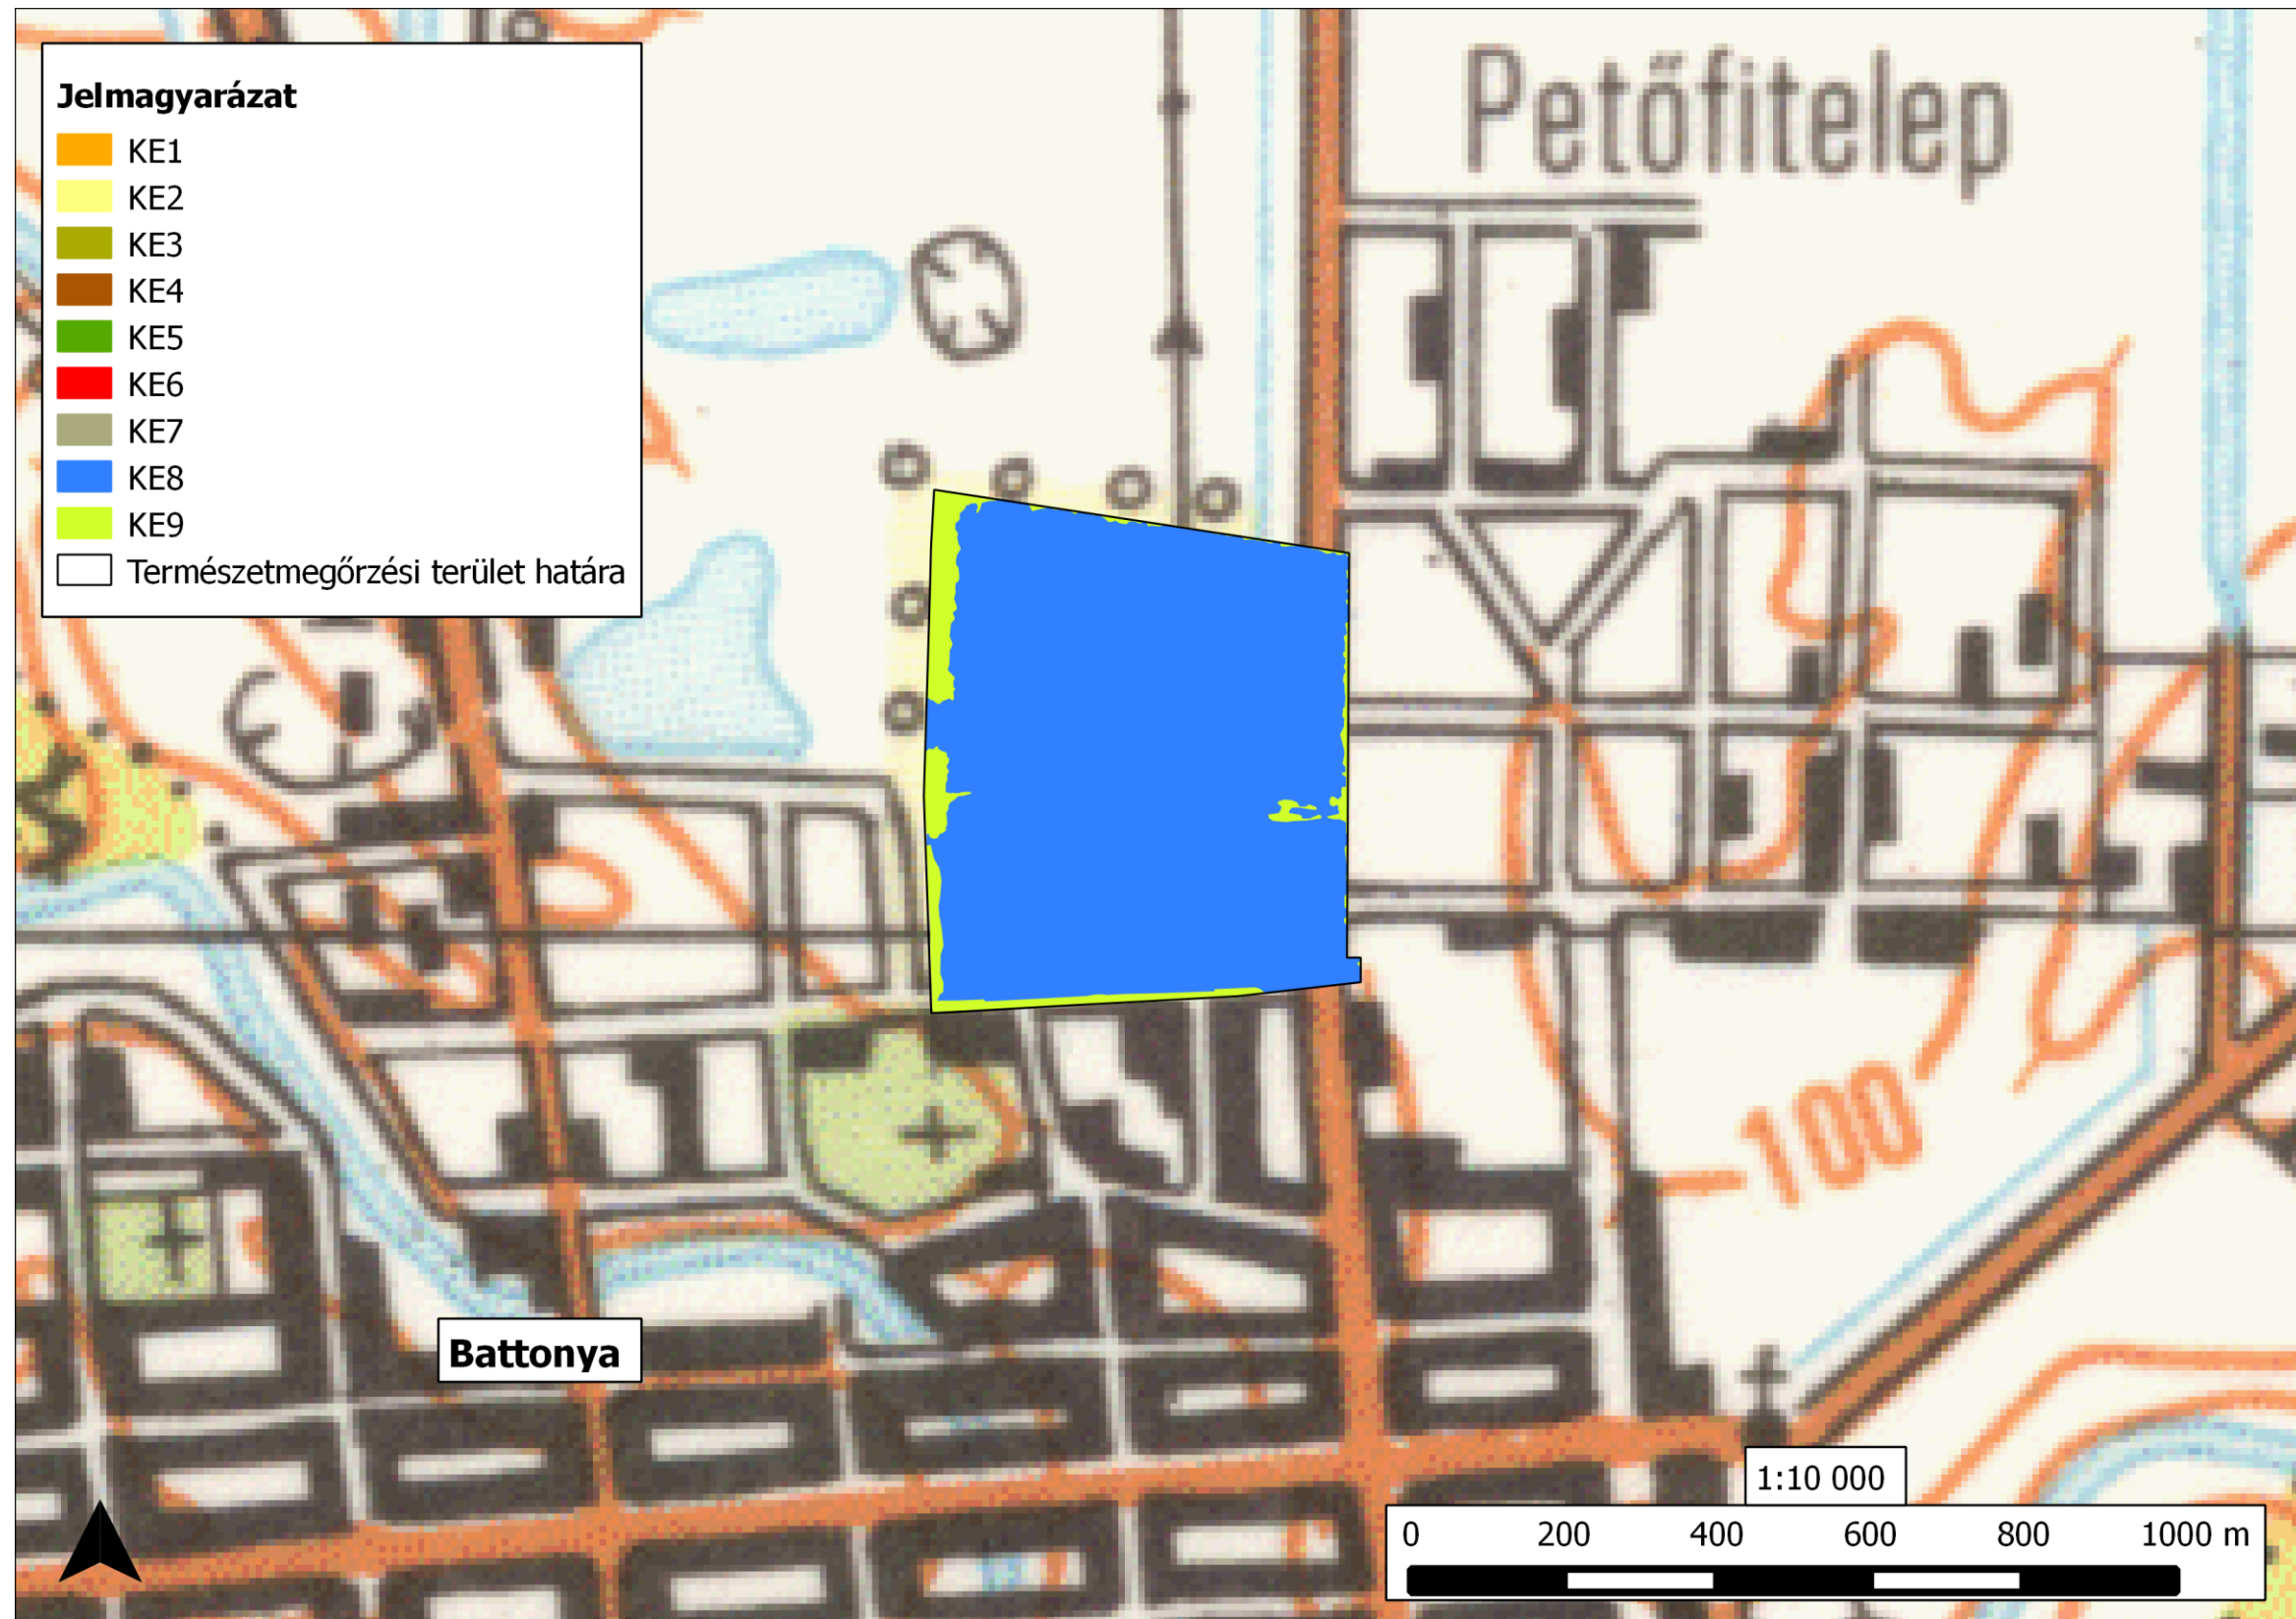 Petőfitelep
Jelmagyarázat
KE1
KE2
KE3
KE4
KE5
KE6
KE7
KE8
KE9
Természetmegőrzési terület határa
100
Battonya
1:10 000
0 200 400 600 800 1000 m